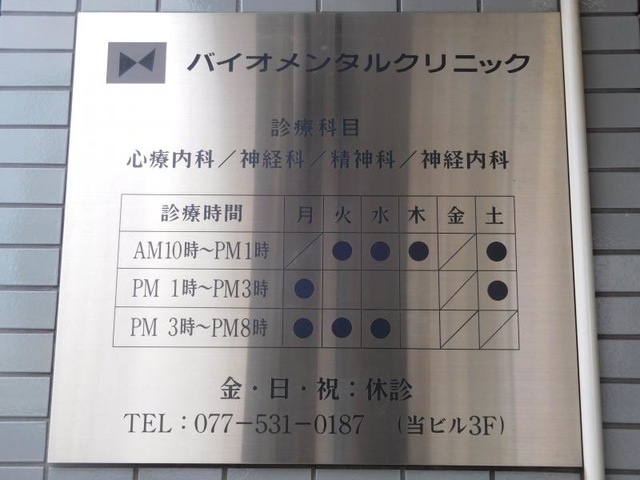 バイオメンタルクリニック
診療科目
心療内科／神経科／精神科／神経内科
診療時間 月 火 水 木 金 土
AM10時〜PM1時 ／ ● ● ● ／ ●
PM 1時〜PM3時 ● ／ ●
PM 3時〜PM8時 ● ● ● ／ ／
金・日・祝：休診
TEL：077−531−0187 （当ビル3F）